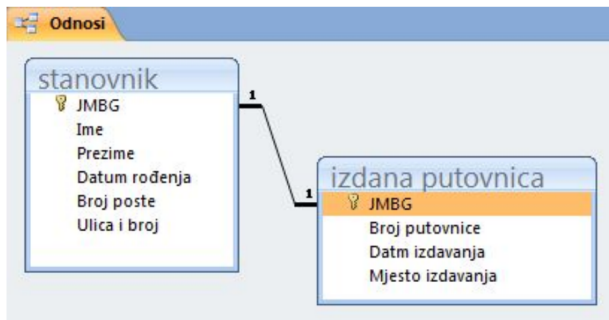 Odnosi
stanovnik
JMBG
Ime
Prezime
Datum rođenja
Broj poste
Ulica i broj
1
1
izdana putovnica
JMBG
Broj putovnice
Datm izdavanja
Mjesto izdavanja